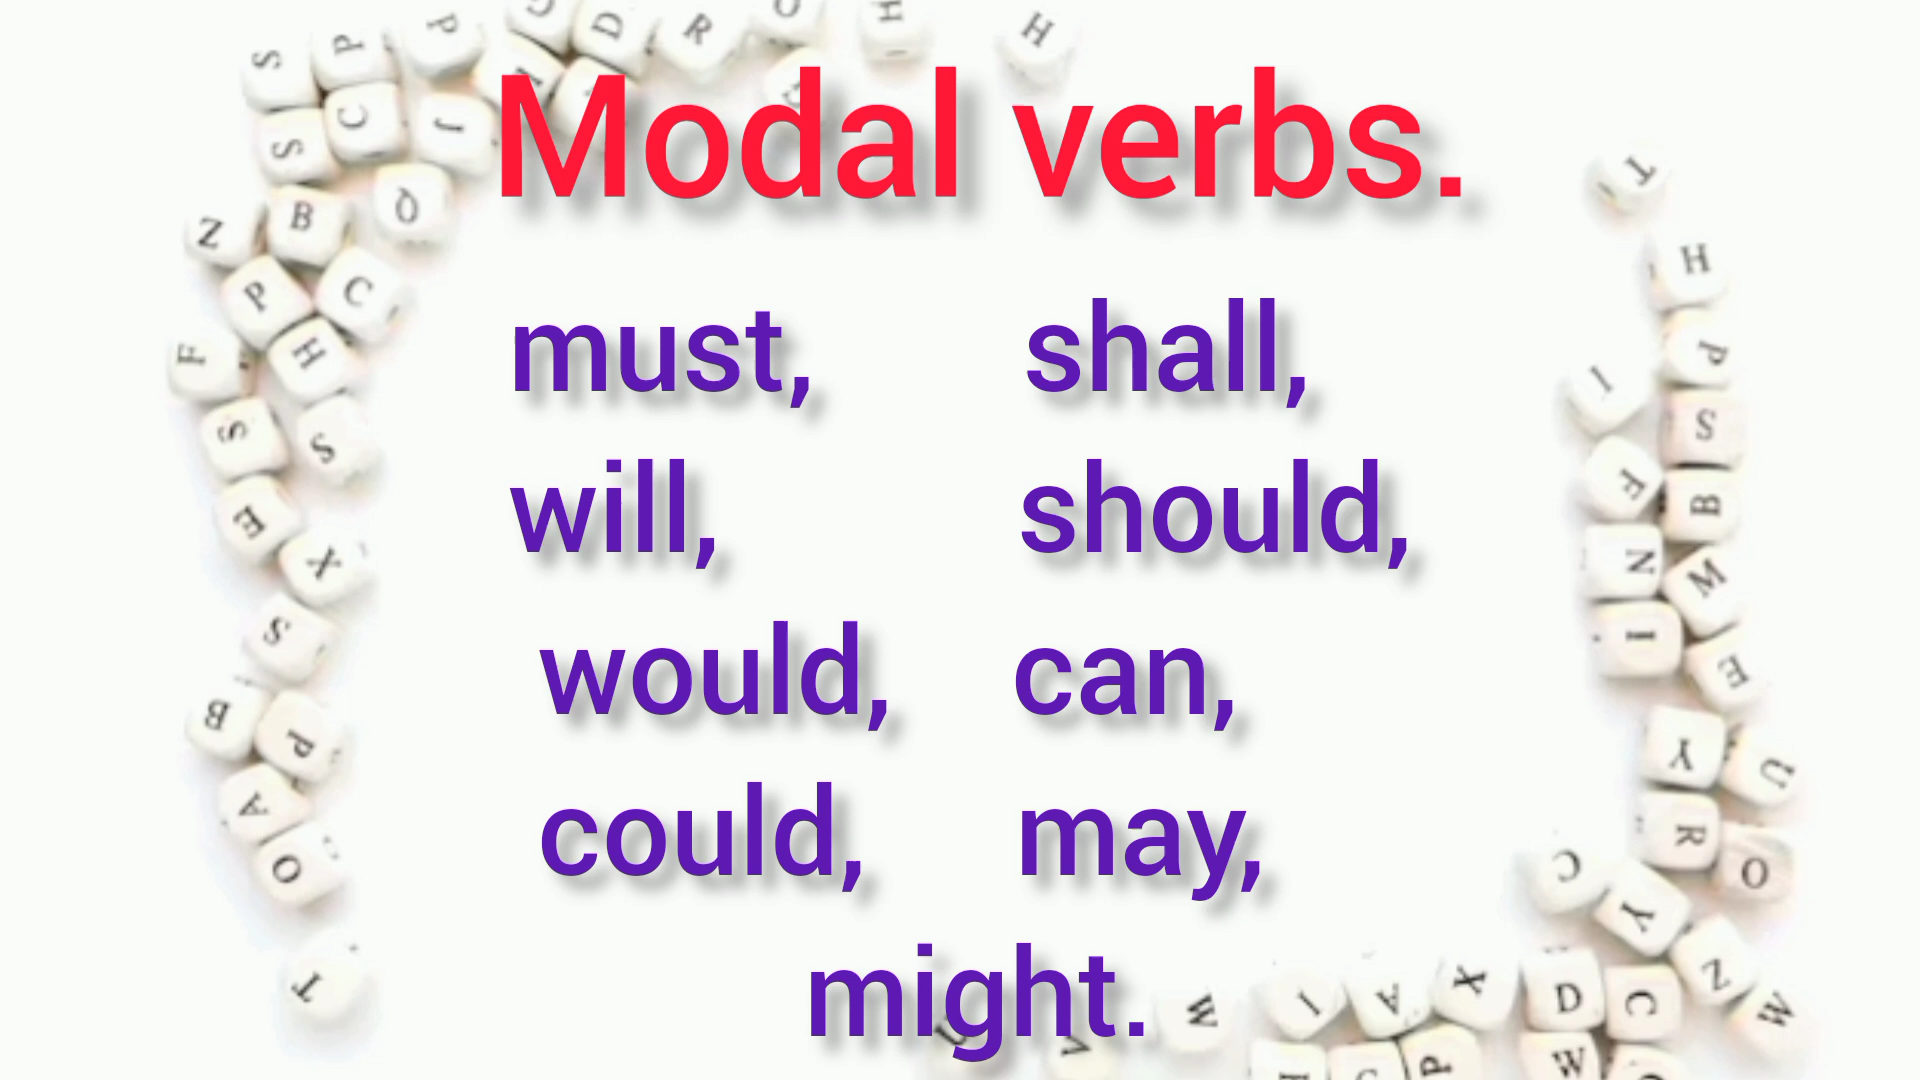 Modal verbs.
must, shall,
will, should,
would, can,
could, may,
might.